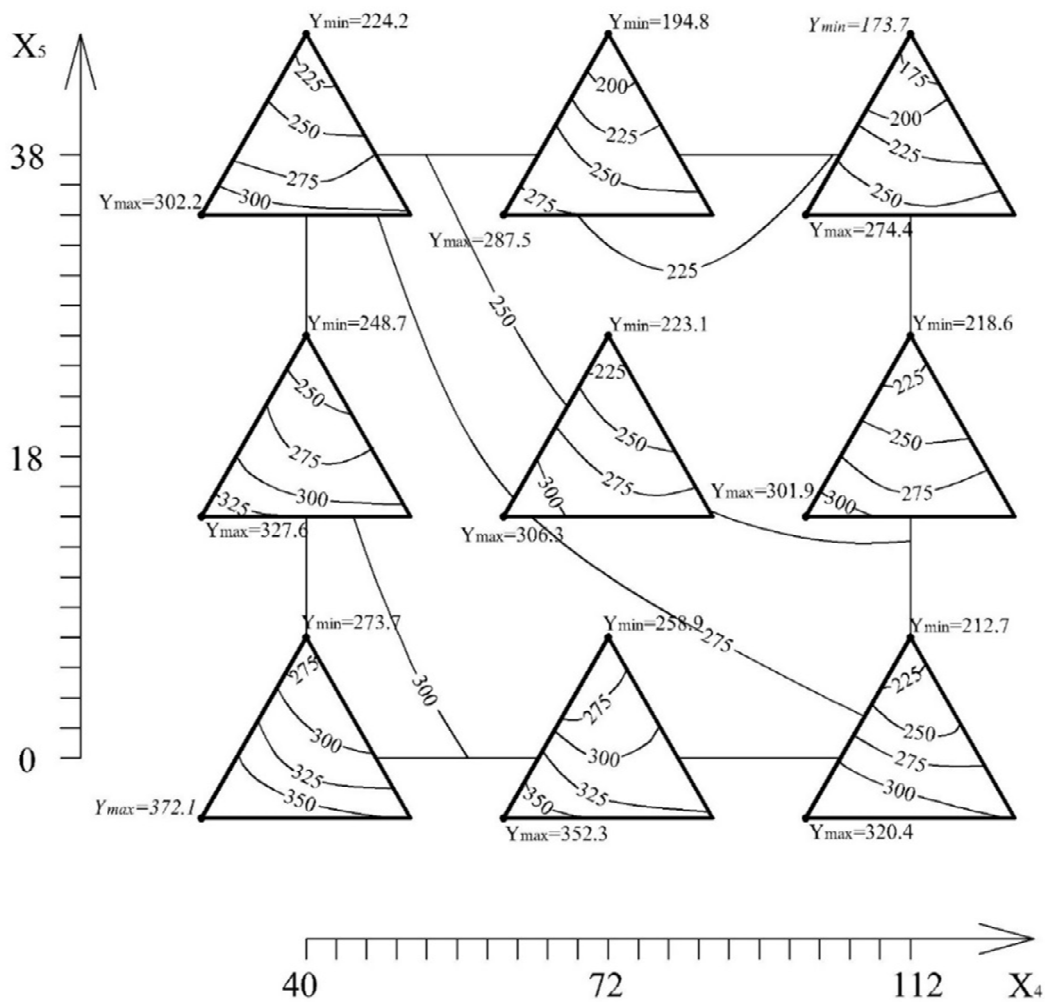 Ymin=224.2 Ymin=194.8 Ymin=173.7
X5
225 200 175
250 225 200
38 225
275 250 250
Ymax=302.2 300 275
Ymax=287.5 Ymax=274.4
225
250
Ymin=248.7 Ymin=223.1 Ymin=218.6
250 225 225
275 250 250
18
300 275 275
325 300 Ymax=301.9 300
Ymax=327.6 Ymax=306.3
Ymin=273.7 Ymin=258.9 Ymin=212.7
275
275 275 225
300 300 250
300 275
0
325 325 300
350 350
Ymax=372.1 Ymax=352.3 Ymax=320.4
40 72 112 X4